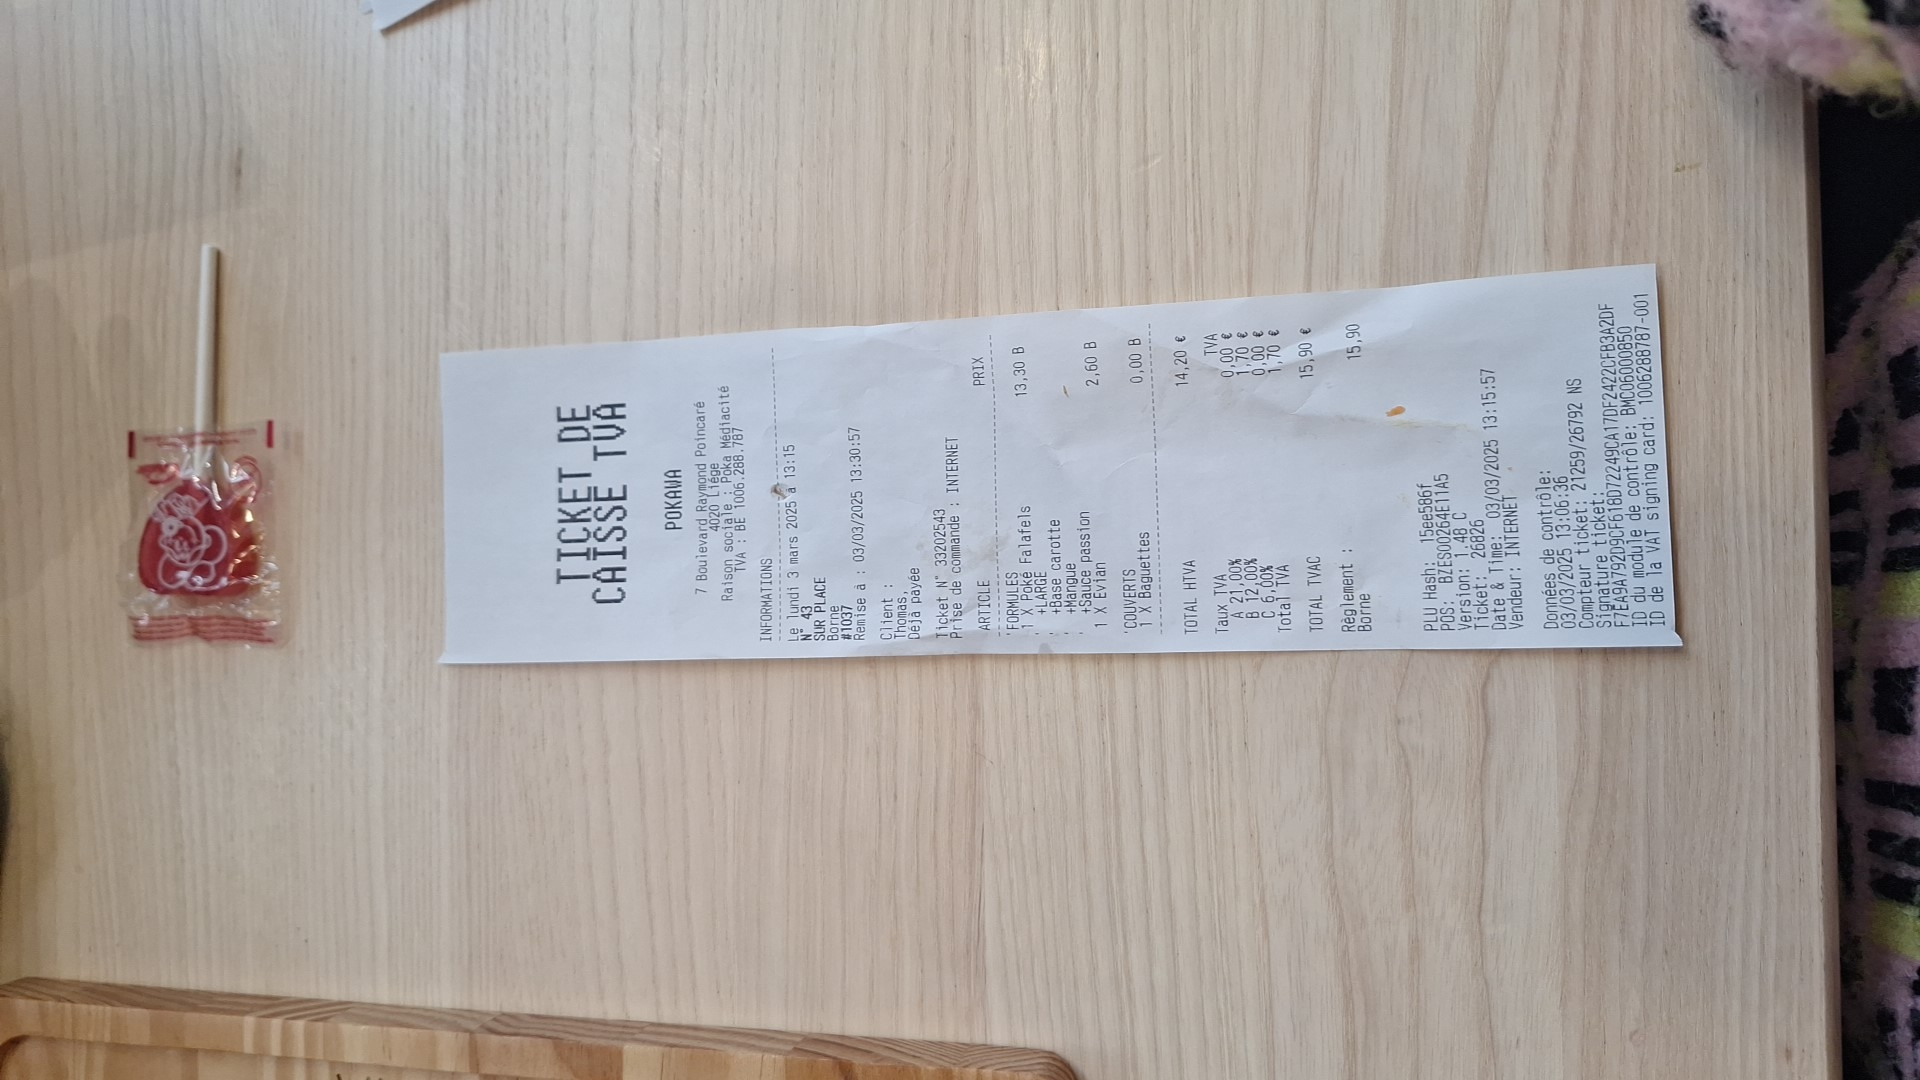 TICKET DE
CAISSE TVA
POKAWA
7 Boulevard Raymond Poincaré
4020 Liége
Raison sociale : Poka Médiacité
TVA : BE 1006.288.787
INFORMATIONS
Le lundi 3 mars 2025 à 13:15
N° 43
SUR PLACE
Borne
#1037
Remise à : 03/03/2025 13:30:57
Client :
Thomas,
Déjà payée
Ticket N° 333202543
Prise de commande : INTERNET
ARTICLE PRIX
'FORMULES
1 X Poké Falafels 13,30 B
+LARGE
+Base carotte
+Mangue
+Sauce passion
1 X Evian 2,60 B
'COUVERTS
1 X Baguettes 0,00 B
TOTAL HTVA 14,20 €
Taux TVA TVA
A 21,00% 0,00 €
B 12,00% 1,70 €
C 6,00% 0,00 €
Total TVA 1,70 €
TOTAL TVAC 15,90 €
Règlement :
Borne 15,90
PLU Hash: 15ee586f
POS: BZES00264E11A5
Version: 1.48 C
Ticket: 26826
Date & Time: 03/03/2025 13:15:57
Vendeur: INTERNET
Données de contrôle:
03/03/2025 13:06:36
Compteur ticket: 21259/26792 NS
Signature ticket:
F7EA9A792D9CF618D72249CA17DF2422CFB3A2DF
ID du module de contrôle: BMC06000850
ID de la VAT signing card: 1006288787-001